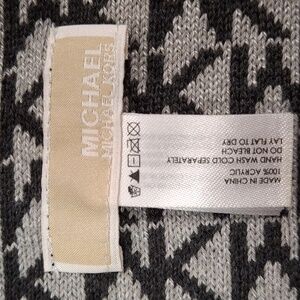 MICHAEL
MICHAEL KORS
MADE IN CHINA
100% ACRYLIC
HAND WASH COLD SEPARATELY
DO NOT BLEACH
LAY FLAT TO DRY